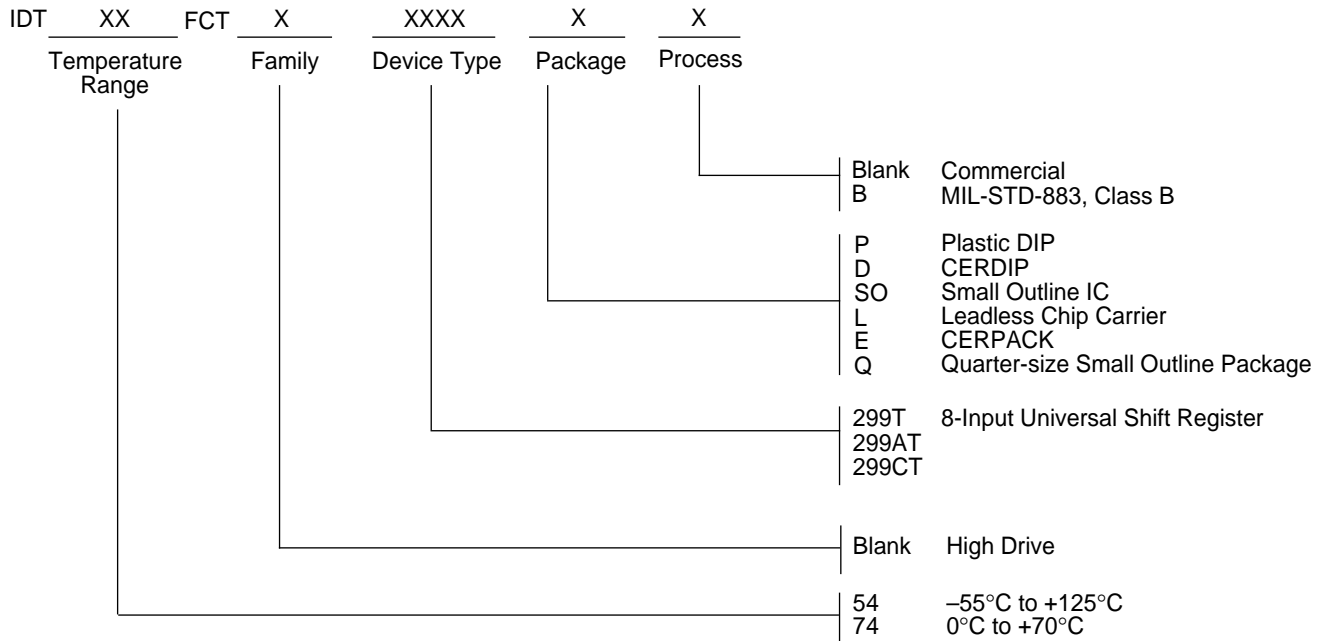 IDT XX FCT X XXXX X X
Temperature Range Family Device Type Package Process
Blank Commercial
B MIL-STD-883, Class B
P Plastic DIP
D CERDIP
SO Small Outline IC
L Leadless Chip Carrier
E CERPACK
Q Quarter-size Small Outline Package
299T 8-Input Universal Shift Register
299AT
299CT
Blank High Drive
54 –55°C to +125°C
74 0°C to +70°C